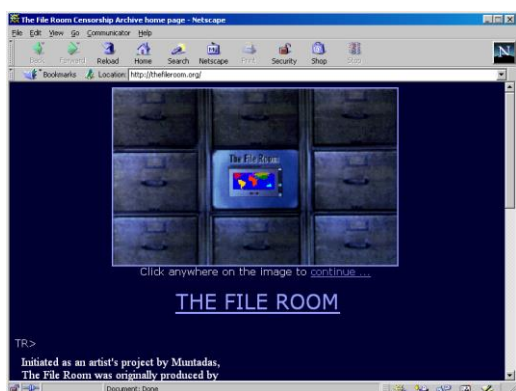 The File Room Censorship Archive home page - Netscape
File Edit View Go Communicator Help
Back Forward Reload Home Search Netscape Print Security Shop Stop
Bookmarks Location: http://thefileroom.org/
The File Room
Click anywhere on the image to continue ...
THE FILE ROOM
TR>
Initiated as an artist's project by Muntadas,
The File Room was originally produced by
Document: Done